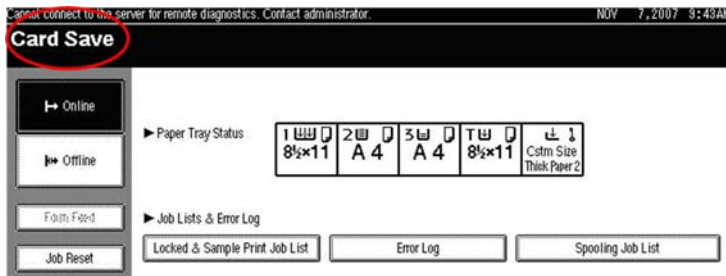 Cannot connect to the server for remote diagnostics. Contact administrator. NOV 7,2007 9:43AM
Card Save
Online
Offline
Form Feed
Job Reset
►Paper Tray Status
1 2 3 T
8½×11 A 4 A 4 8½×11 Cstm Size
Thick Paper 2
►Job Lists & Error Log
Locked & Sample Print Job List Error Log Spooling Job List